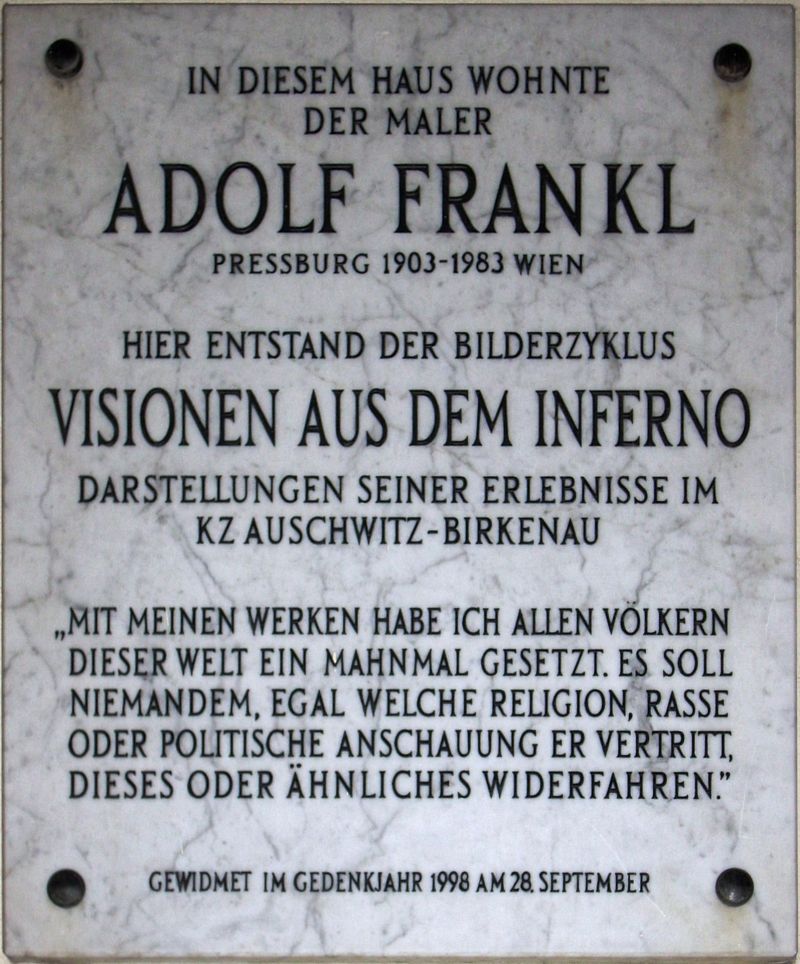 IN DIESEM HAUS WOHNTE
DER MALER
ADOLF FRANKL
PRESSBURG 1903-1983 WIEN
HIER ENTSTAND DER BILDERZYKLUS
VISIONEN AUS DEM INFERNO
DARSTELLUNGEN SEINER ERLEBNISSE IM
KZ AUSCHWITZ-BIRKENAU
„MIT MEINEN WERKEN HABE ICH ALLEN VÖLKERN
DIESER WELT EIN MAHNMAL GESETZT. ES SOLL
NIEMANDEM, EGAL WELCHE RELIGION, RASSE
ODER POLITISCHE ANSCHAUUNG ER VERTRITT,
DIESES ODER ÄHNLICHES WIDERFAHREN.”
GEWIDMET IM GEDENKJAHR 1998 AM 28. SEPTEMBER